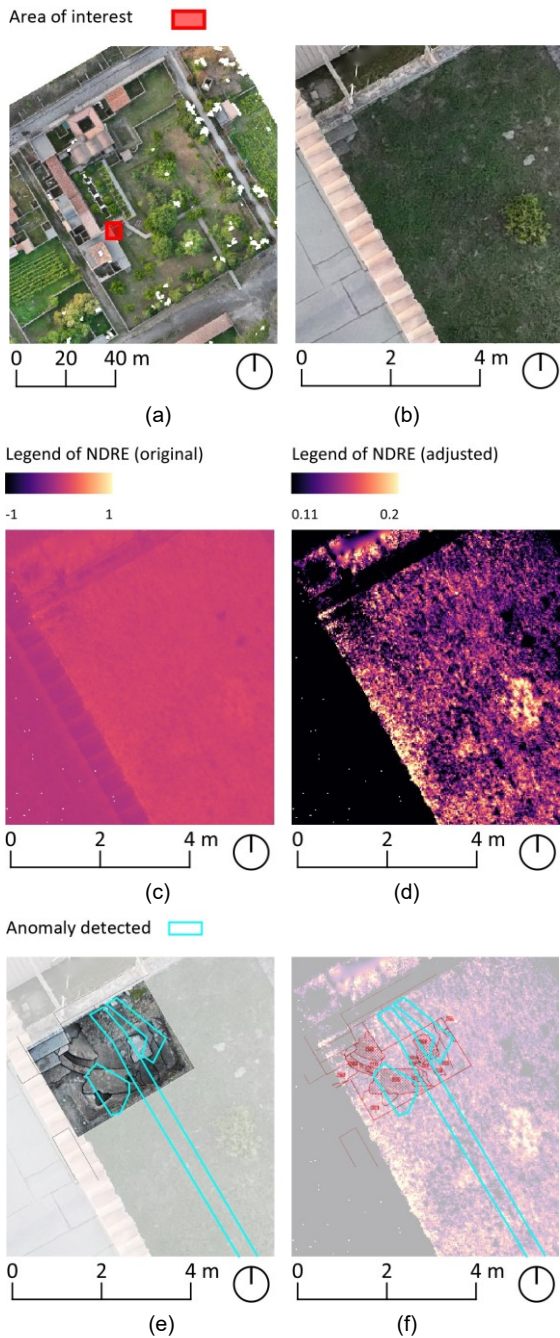 Area of interest
0 20 40 m
(a)
0 2 4 m
(b)
Legend of NDRE (original)
-1 1
Legend of NDRE (adjusted)
0.11 0.2
0 2 4 m
(c)
0 2 4 m
(d)
Anomaly detected
0 2 4 m
(e)
0 2 4 m
(f)